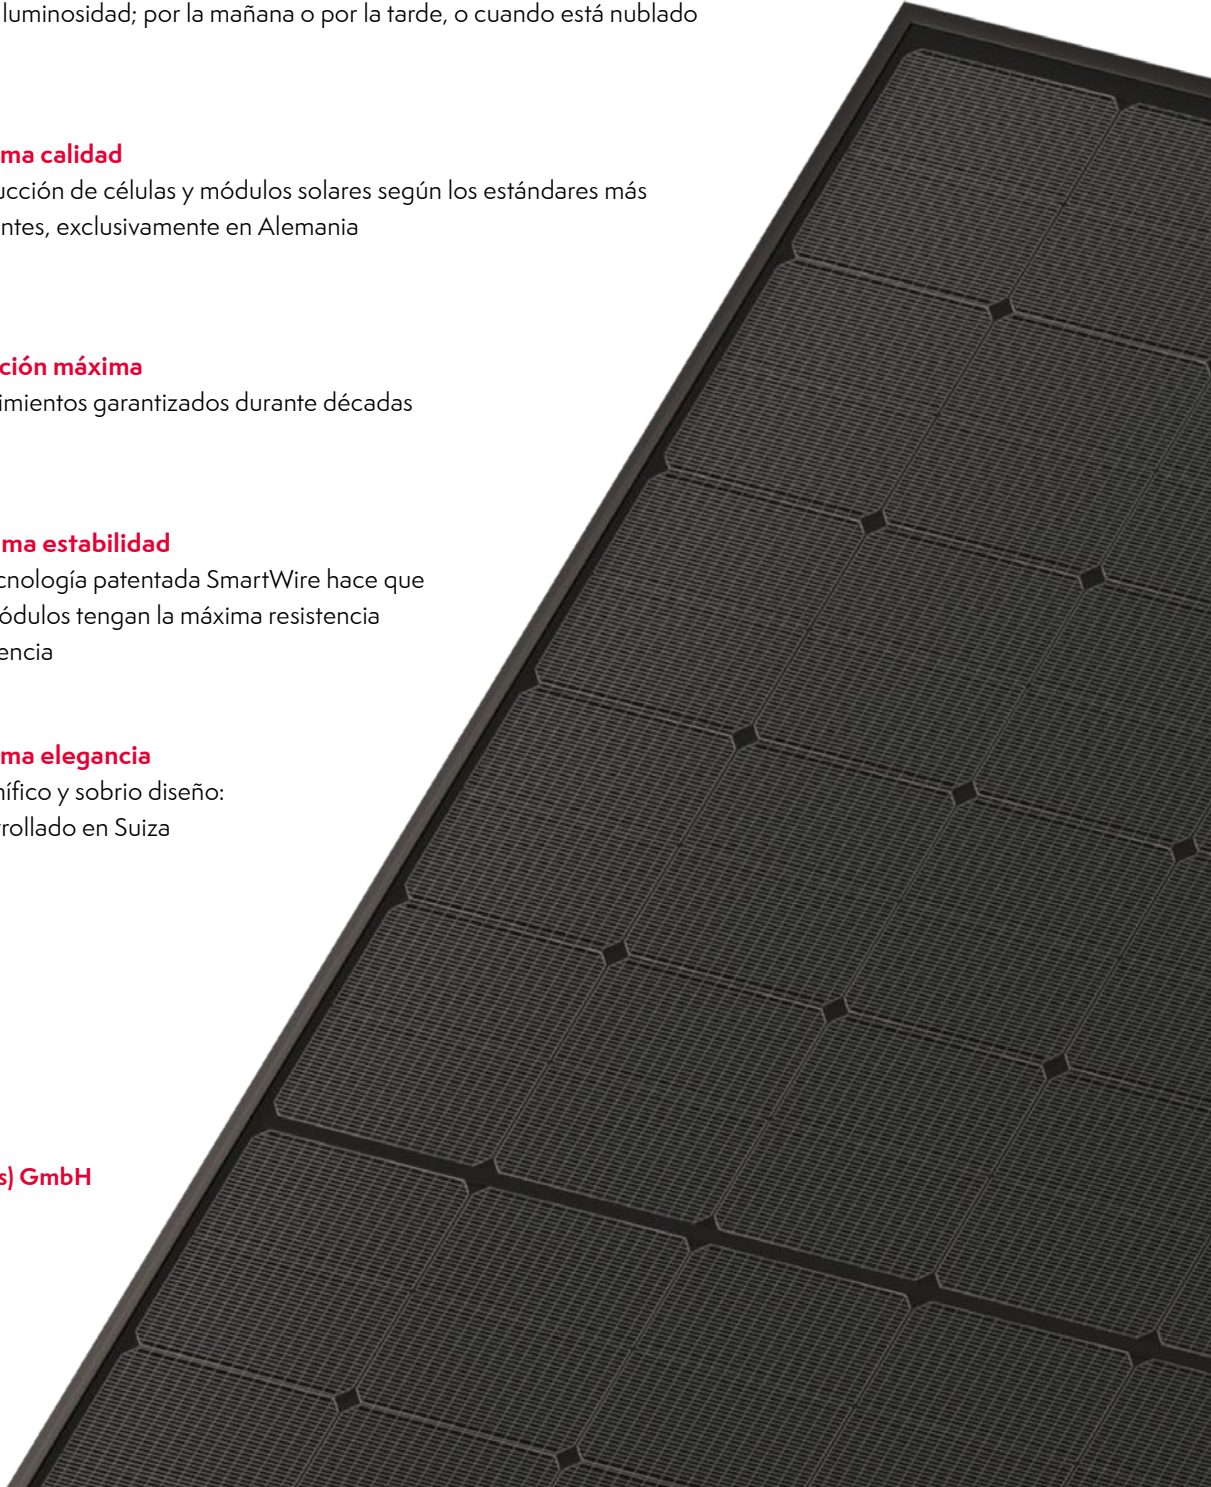 luminosidad; por la mañana o por la tarde, o cuando está nublado
ma calidad
ucción de células y módulos solares según los estándares más
ntes, exclusivamente en Alemania
ción máxima
imientos garantizados durante décadas
ma estabilidad
cnología patentada SmartWire hace que
ódulos tengan la máxima resistencia
encia
ma elegancia
nífico y sobrio diseño:
rrollado en Suiza
s) GmbH